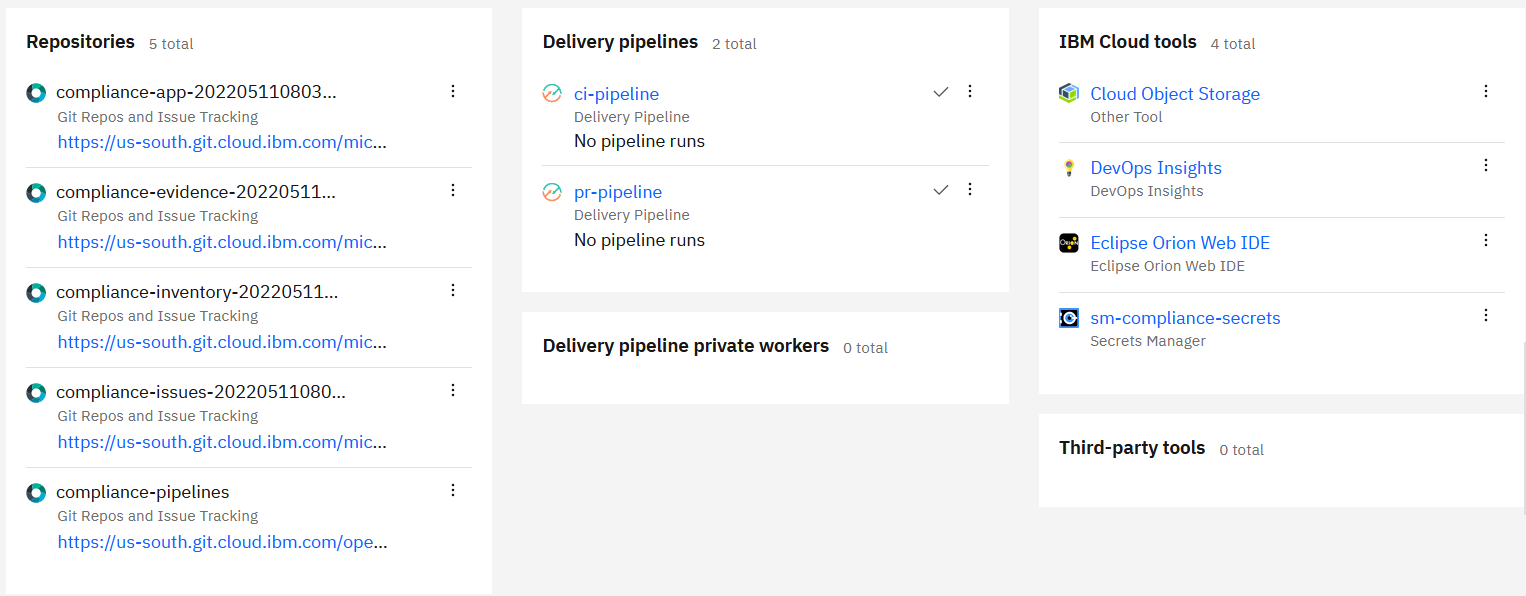 Repositories 5 total
compliance-app-202205110803...
Git Repos and Issue Tracking
https://us-south.git.cloud.ibm.com/mic...
compliance-evidence-20220511...
Git Repos and Issue Tracking
https://us-south.git.cloud.ibm.com/mic...
compliance-inventory-20220511...
Git Repos and Issue Tracking
https://us-south.git.cloud.ibm.com/mic...
compliance-issues-20220511080...
Git Repos and Issue Tracking
https://us-south.git.cloud.ibm.com/mic...
compliance-pipelines
Git Repos and Issue Tracking
https://us-south.git.cloud.ibm.com/ope...
Delivery pipelines 2 total
ci-pipeline
Delivery Pipeline
No pipeline runs
pr-pipeline
Delivery Pipeline
No pipeline runs
Delivery pipeline private workers 0 total
IBM Cloud tools 4 total
Cloud Object Storage
Other Tool
DevOps Insights
DevOps Insights
ORION
Eclipse Orion Web IDE
Eclipse Orion Web IDE
sm-compliance-secrets
Secrets Manager
Third-party tools 0 total